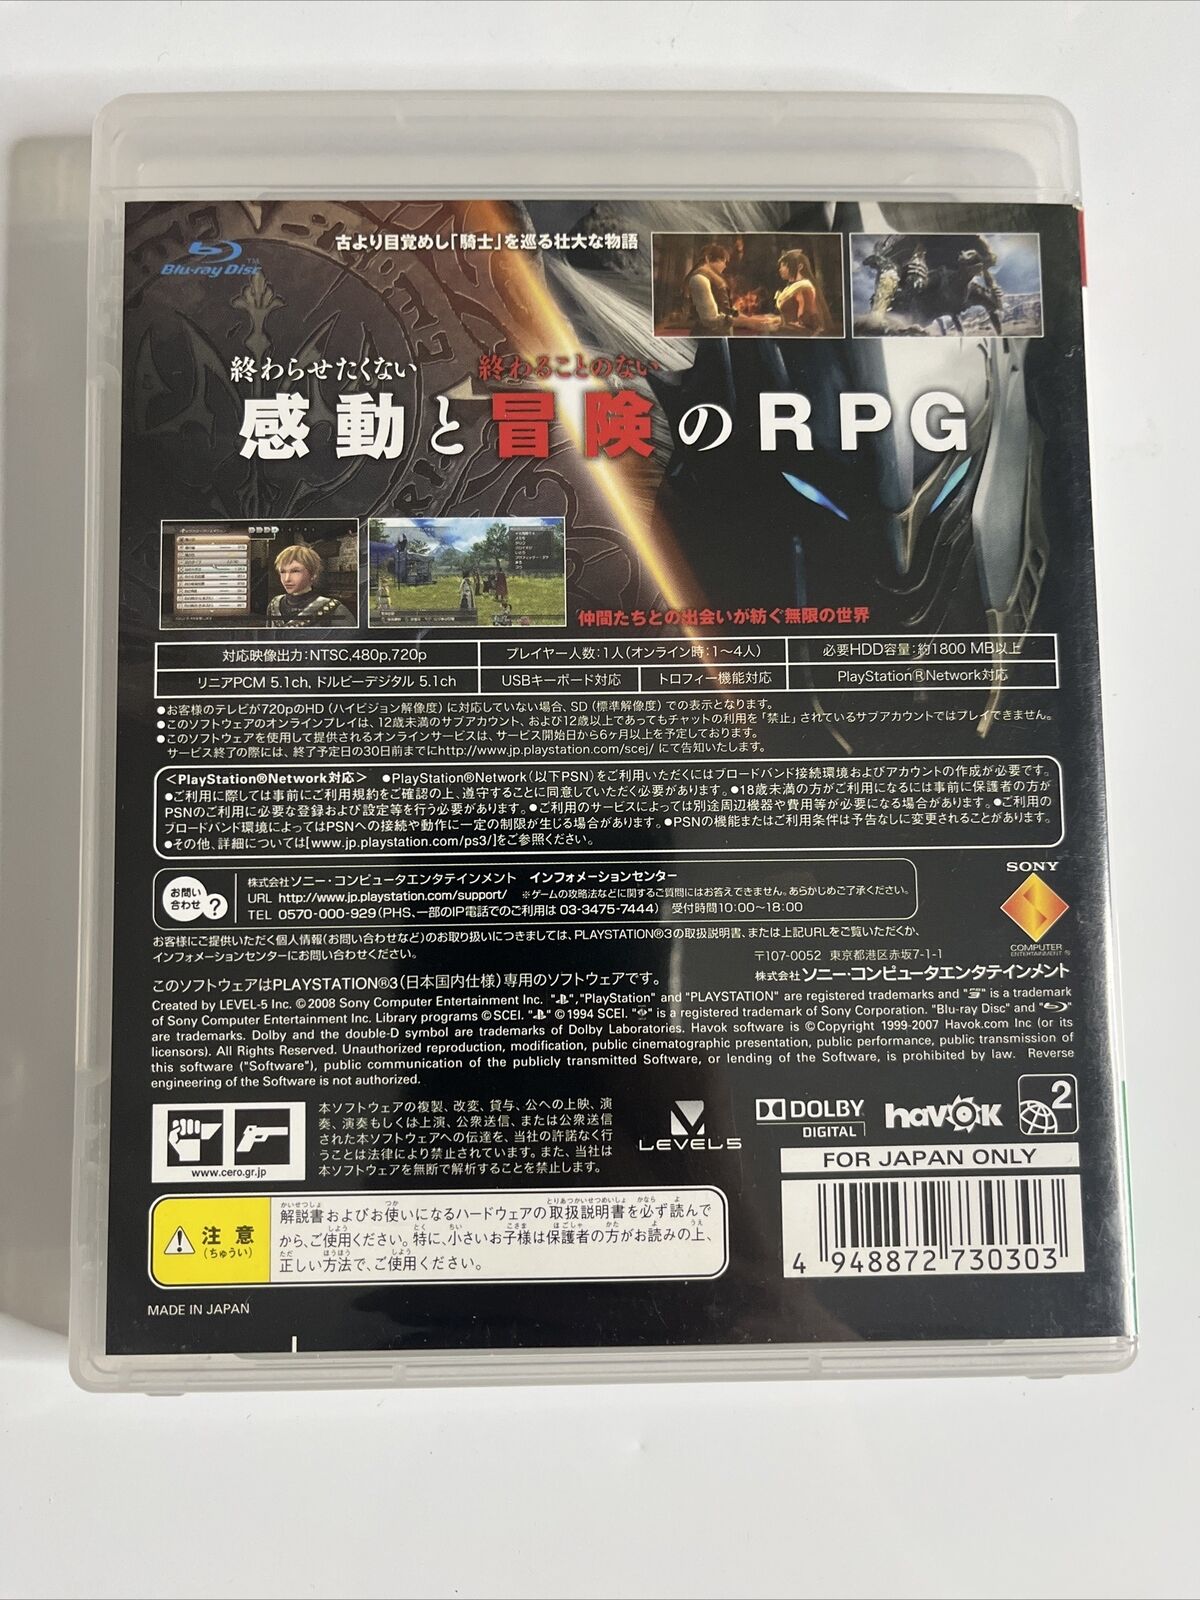 Blu-ray Disc™
古より目覚めし「騎士」を巡る壮大な物語
終わらせたくない 終わることのない
感動と冒険のRPG
仲間たちとの出会いが紡ぐ無限の世界
対応映像出力:NTSC,480p,720p
プレイヤー人数:1人(オンライン時:1〜4人)
必要HDD容量:約1800 MB以上
リニアPCM 5.1ch, ドルビーデジタル 5.1ch
USBキーボード対応
トロフィー機能対応
PlayStation®Network対応
●お客様のテレビが720pのHD (ハイビジョン解像度) に対応していない場合、SD (標準解像度) での表示となります。
●このソフトウェアのオンラインプレイは、12歳未満のサブアカウント、および12歳以上であってもチャットの利用を「禁止」されているサブアカウントではプレイできません。
●このソフトウェアを使用して提供されるオンラインサービスは、サービス開始日から6ヶ月以上を予定しております。
サービス終了の際には、終了予定日の30日前までにhttp://www.jp.playstation.com/scej/ にて告知いたします。
<PlayStation®Network対応> ●PlayStation®Network(以下PSN)をご利用いただくにはブロードバンド接続環境およびアカウントの作成が必要です。
●ご利用に際しては事前にご利用規約をご確認の上、遵守することに同意していただく必要があります。●18歳未満の方がご利用になるには事前に保護者の方が
PSNのご利用に必要な登録および設定等を行う必要があります。●ご利用のサービスによっては別途周辺機器や費用等が必要になる場合があります。●ご利用の
ブロードバンド環境によってはPSNへの接続や動作に一定の制限が生じる場合があります。●PSNの機能またはご利用条件は予告なしに変更されることがあります。
●その他、詳細については[www.jp.playstation.com/ps3/]をご参照ください。
お問い
合わせ ?
株式会社ソニー・コンピュータエンタテインメント インフォメーションセンター
URL http://www.jp.playstation.com/support/ ※ゲームの攻略法などに関するご質問にはお答えできません。あらかじめご了承ください。
TEL 0570-000-929(PHS、一部のIP電話でのご利用は 03-3475-7444) 受付時間10:00〜18:00
SONY
COMPUTER
ENTERTAINMENT®
お客様にご提供いただく個人情報(お問い合わせなど)のお取り扱いにつきましては、PLAYSTATION®3の取扱説明書、または上記URLをご覧いただくか、
インフォメーションセンターにお問い合わせください。
〒107-0052 東京都港区赤坂7-1-1
このソフトウェアはPLAYSTATION®3(日本国内仕様)専用のソフトウェアです。
株式会社ソニー・コンピュータエンタテインメント
Created by LEVEL-5 Inc. ©2008 Sony Computer Entertainment Inc. "", "PlayStation" and "PLAYSTATION" are registered trademarks and "" is a trademark
of Sony Computer Entertainment Inc. Library programs ©SCEI. "" ©1994 SCEI. "" is a registered trademark of Sony Corporation. "Blu-ray Disc" and ""
are trademarks. Dolby and the double-D symbol are trademarks of Dolby Laboratories. Havok software is ©Copyright 1999-2007 Havok.com Inc (or its
licensors). All Rights Reserved. Unauthorized reproduction, modification, public cinematographic presentation, public performance, public transmission of
this software ("Software"), public communication of the publicly transmitted Software, or lending of the Software, is prohibited by law. Reverse
engineering of the Software is not authorized.
www.cero.gr.jp
本ソフトウェアの複製、改変、貸与、公への上映、演
奏、演奏もしくは上演、公衆送信、または公衆送信
された本ソフトウェアへの伝達を、当社の許諾なく行
うことは法律により禁止されています。また、当社は
本ソフトウェアを無断で解析することを禁止します。
LEVEL5
DOLBY
DIGITAL
havok
2
FOR JAPAN ONLY
注意
(ちゅうい)
解説書およびお使いになるハードウェアの取扱説明書を必ず読んで
から、ご使用ください。特に、小さいお子様は保護者の方がお読みの上、
正しい方法で、ご使用ください。
4 948872 730303
MADE IN JAPAN